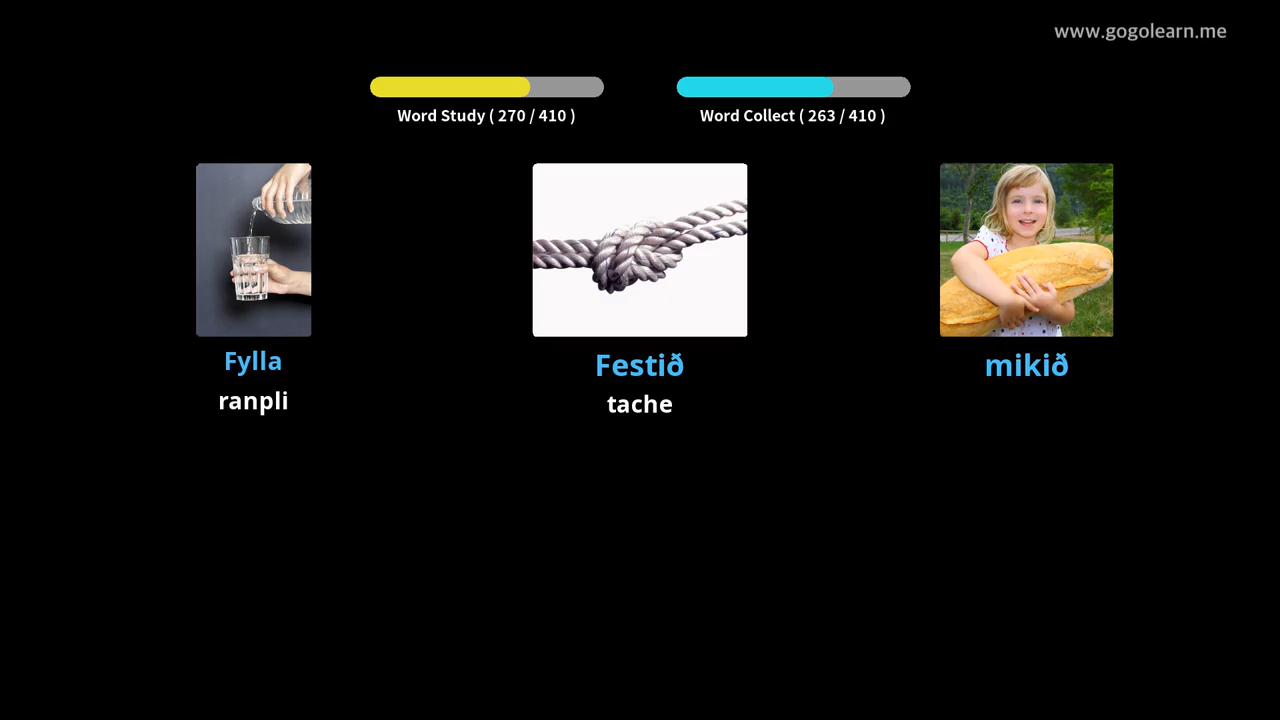 www.gogolearn.me
Word Study ( 270 / 410 )
Word Collect ( 263 / 410 )
Fylla
ranpli
Festið
tache
mikið